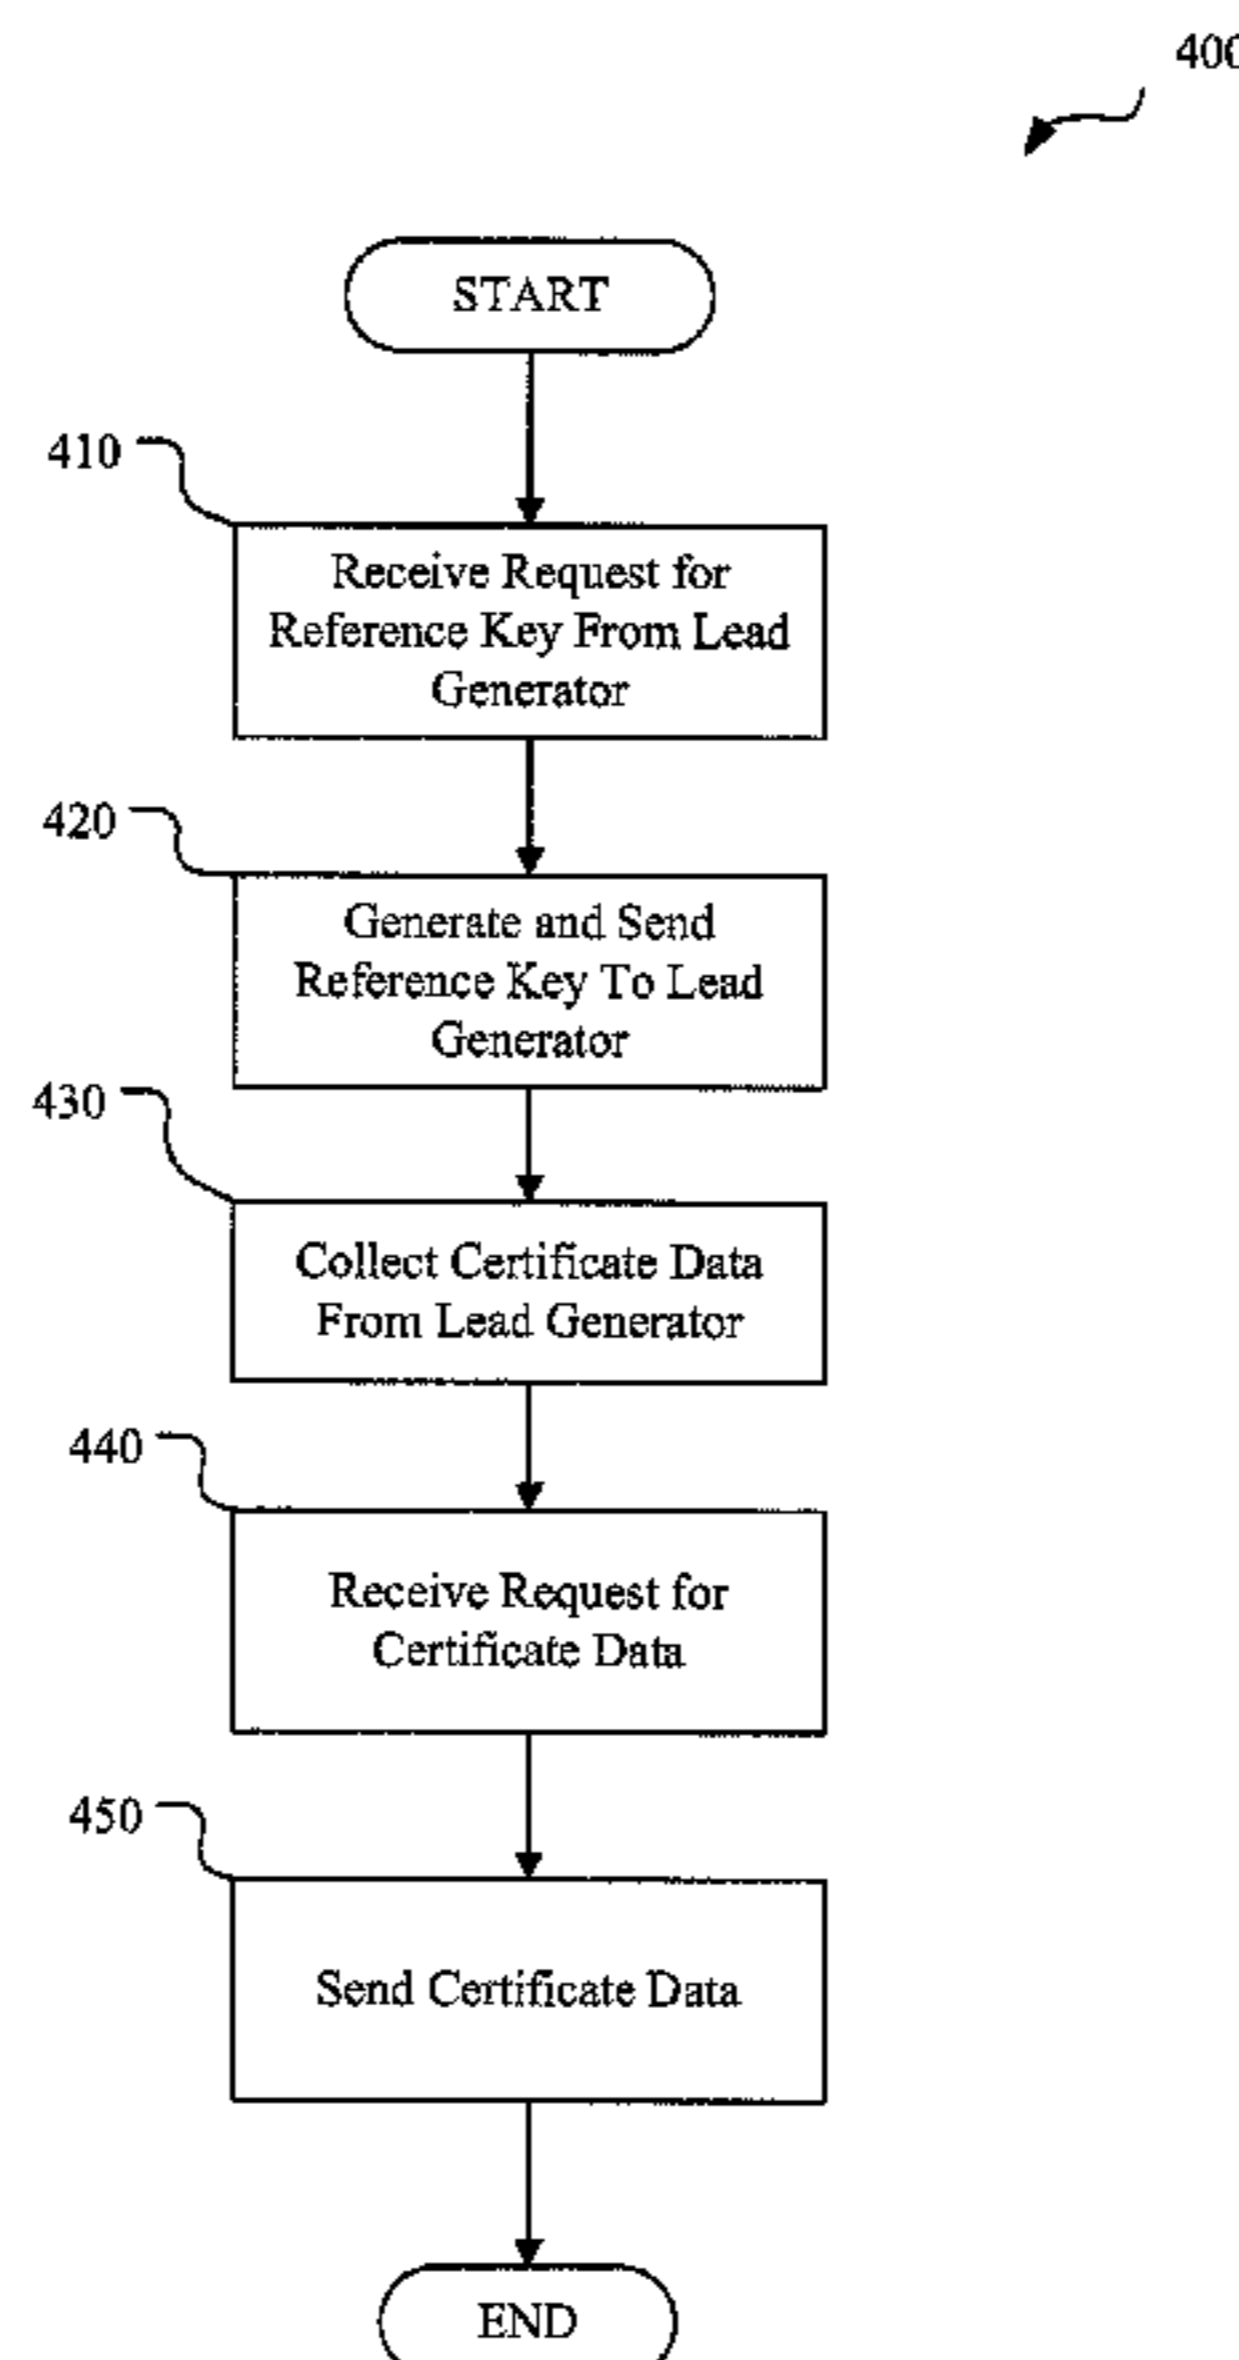 400
START
410
Receive Request for
Reference Key From Lead
Generator
420
Generate and Send
Reference Key To Lead
Generator
430
Collect Certificate Data
From Lead Generator
440
Receive Request for
Certificate Data
450
Send Certificate Data
END